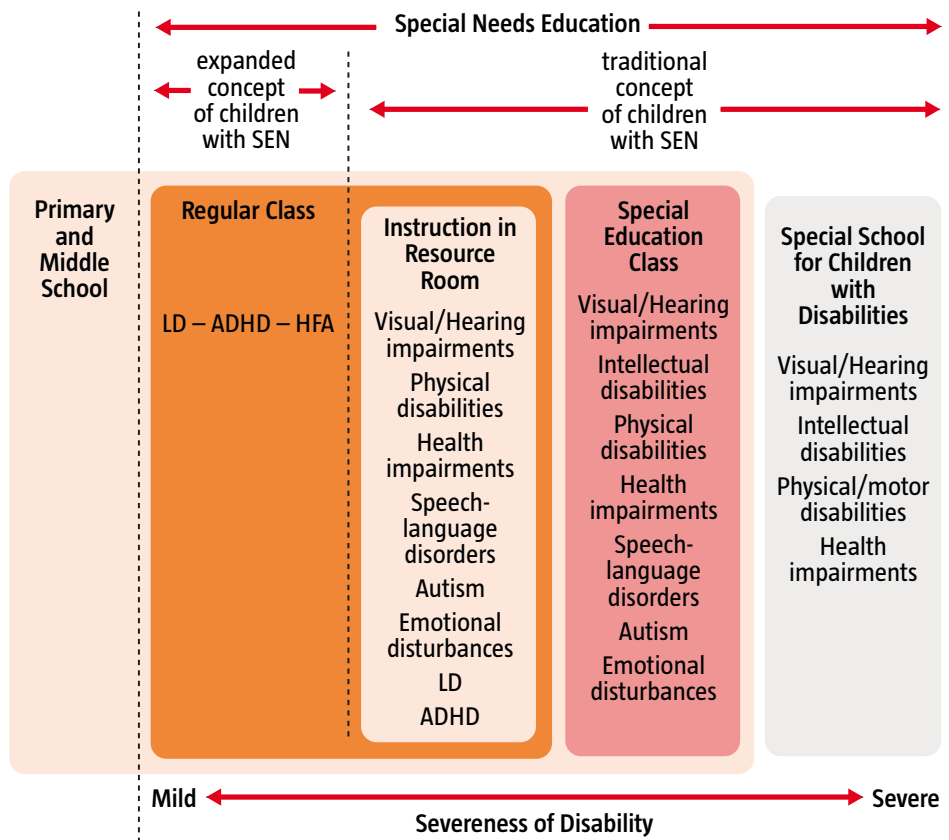 Special Needs Education
expanded
concept
of children
with SEN
traditional
concept
of children
with SEN
Primary
and
Middle
School
Regular Class
LD – ADHD – HFA
Instruction in
Resource
Room
Visual/Hearing
impairments
Physical
disabilities
Health
impairments
Speech-
language
disorders
Autism
Emotional
disturbances
LD
ADHD
Special
Education
Class
Visual/Hearing
impairments
Intellectual
disabilities
Physical
disabilities
Health
impairments
Speech-
language
disorders
Autism
Emotional
disturbances
Special School
for Children
with
Disabilities
Visual/Hearing
impairments
Intellectual
disabilities
Physical/motor
disabilities
Health
impairments
Mild
Severe
Severeness of Disability